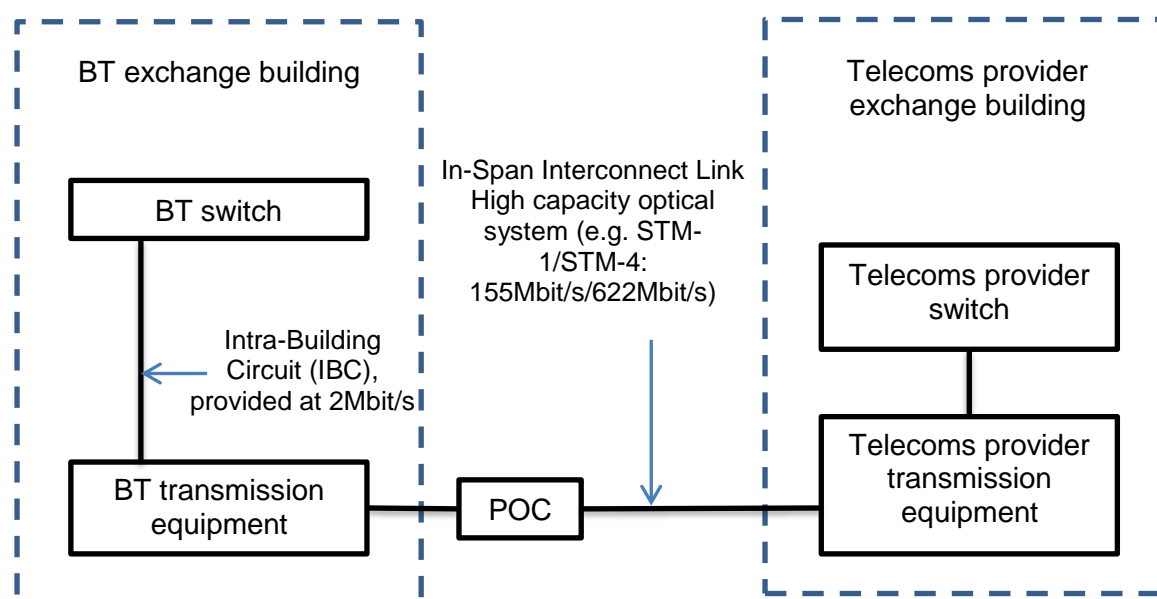 BT exchange building
Telecoms provider
exchange building
In-Span Interconnect Link
High capacity optical
system (e.g. STM-
1/STM-4:
155Mbit/s/622Mbit/s)
BT switch
Telecoms provider
switch
Intra-Building
Circuit (IBC),
provided at 2Mbit/s
BT transmission
equipment
POC
Telecoms provider
transmission
equipment